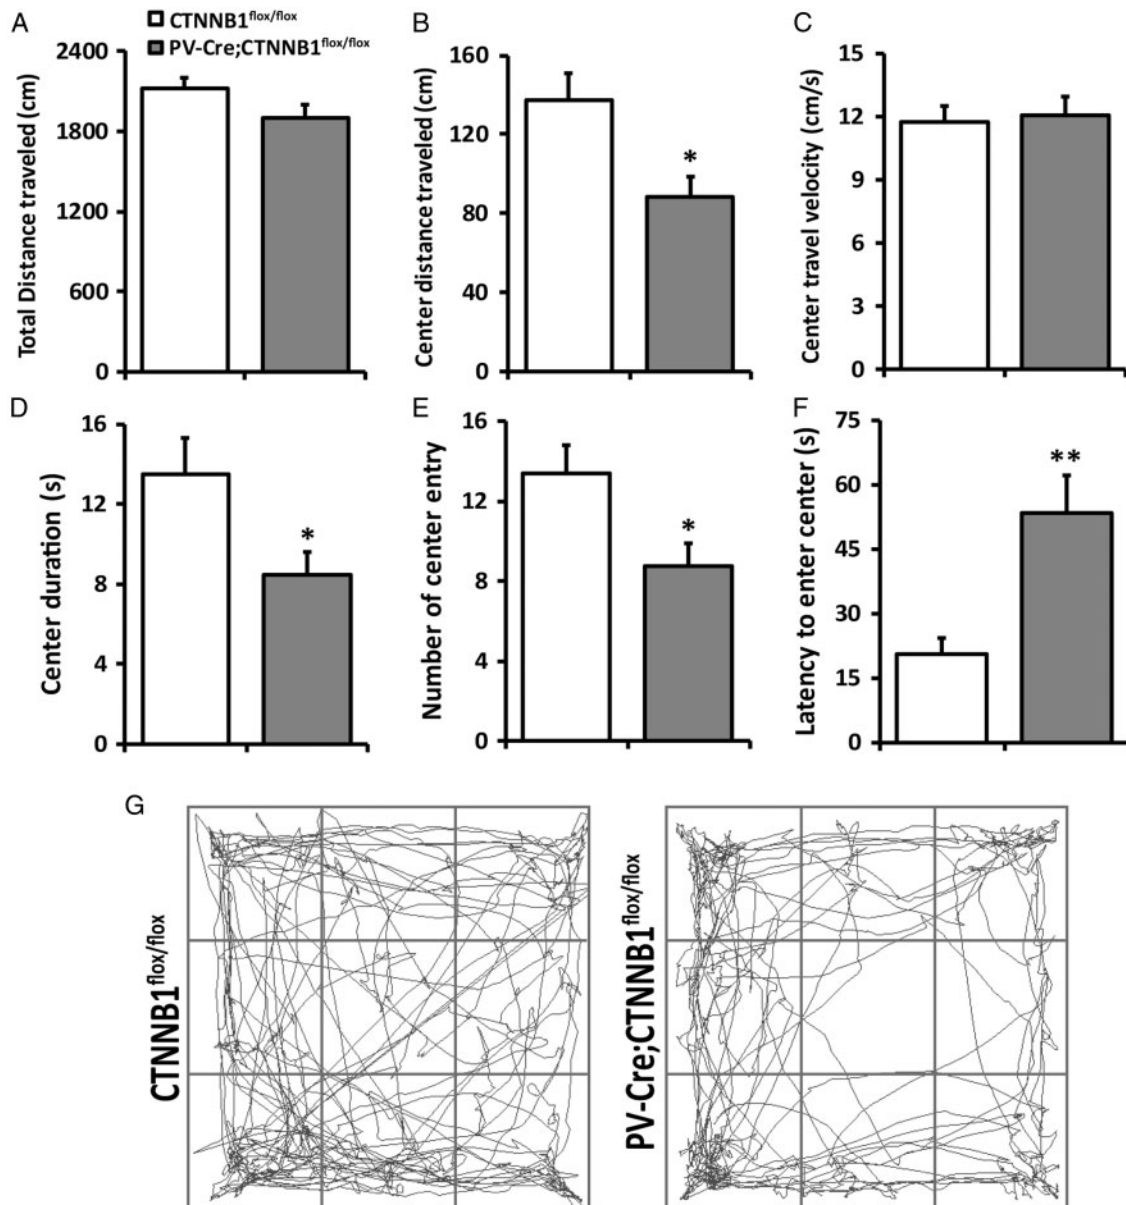 A
CTNNB1flox/flox
PV-Cre;CTNNB1flox/flox
Total Distance traveled (cm)
2400
1800
1200
600
0
B
Center distance traveled (cm)
160
120
80
40
0
*
C
Center travel velocity (cm/s)
15
12
9
6
3
0
D
Center duration (s)
16
12
8
4
0
*
E
Number of center entry
16
12
8
4
0
*
F
Latency to enter center (s)
75
60
45
30
15
0
**
G
CTNNB1flox/flox
PV-Cre;CTNNB1flox/flox